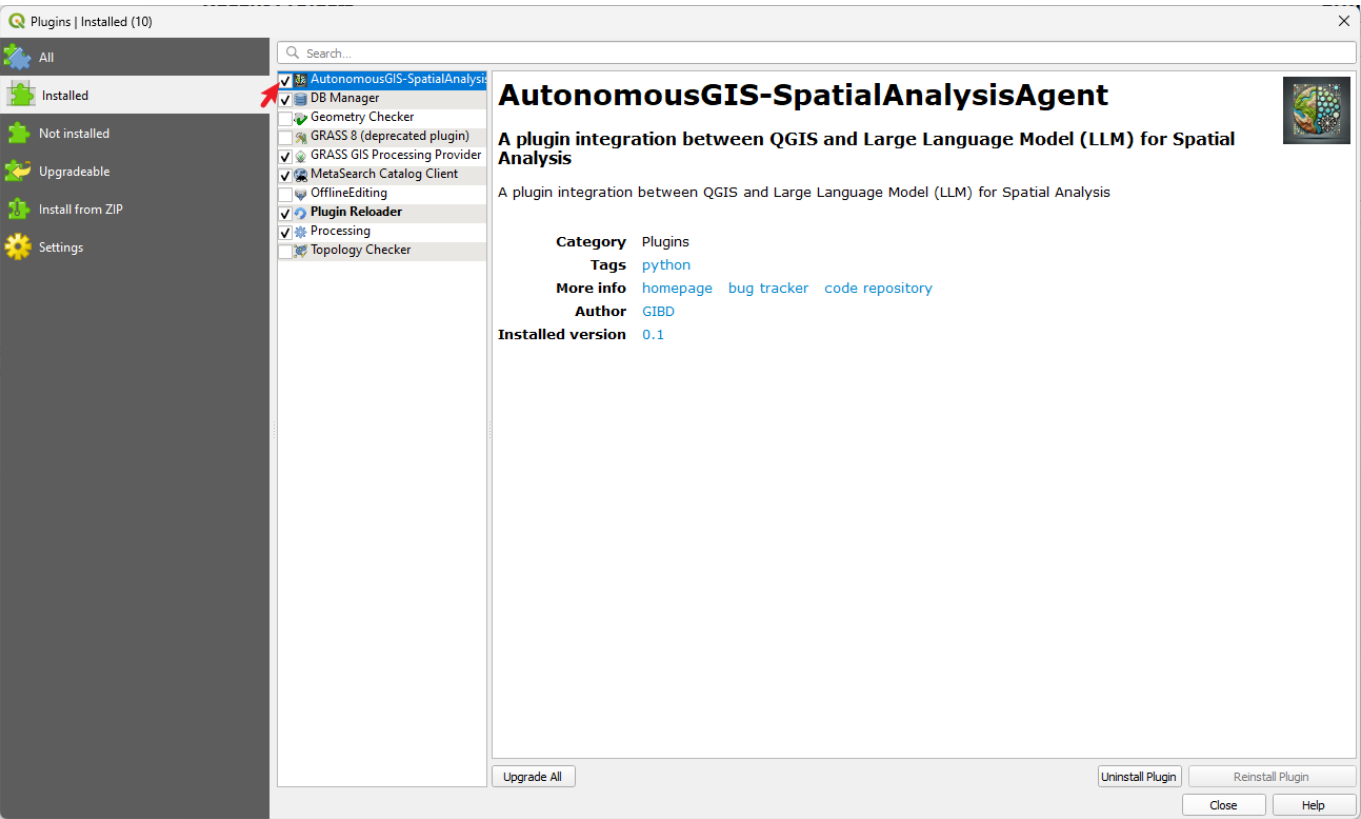 Plugins | Installed (10)
All
Installed
Not installed
Upgradeable
Install from ZIP
Settings
Search...
AutonomousGIS-SpatialAnalysis
DB Manager
Geometry Checker
GRASS 8 (deprecated plugin)
GRASS GIS Processing Provider
MetaSearch Catalog Client
OfflineEditing
Plugin Reloader
Processing
Topology Checker
AutonomousGIS-SpatialAnalysisAgent
A plugin integration between QGIS and Large Language Model (LLM) for Spatial
Analysis
A plugin integration between QGIS and Large Language Model (LLM) for Spatial Analysis
Category Plugins
Tags python
More info homepage bug tracker code repository
Author GIBD
Installed version 0.1
Upgrade All
Uninstall Plugin
Reinstall Plugin
Close
Help